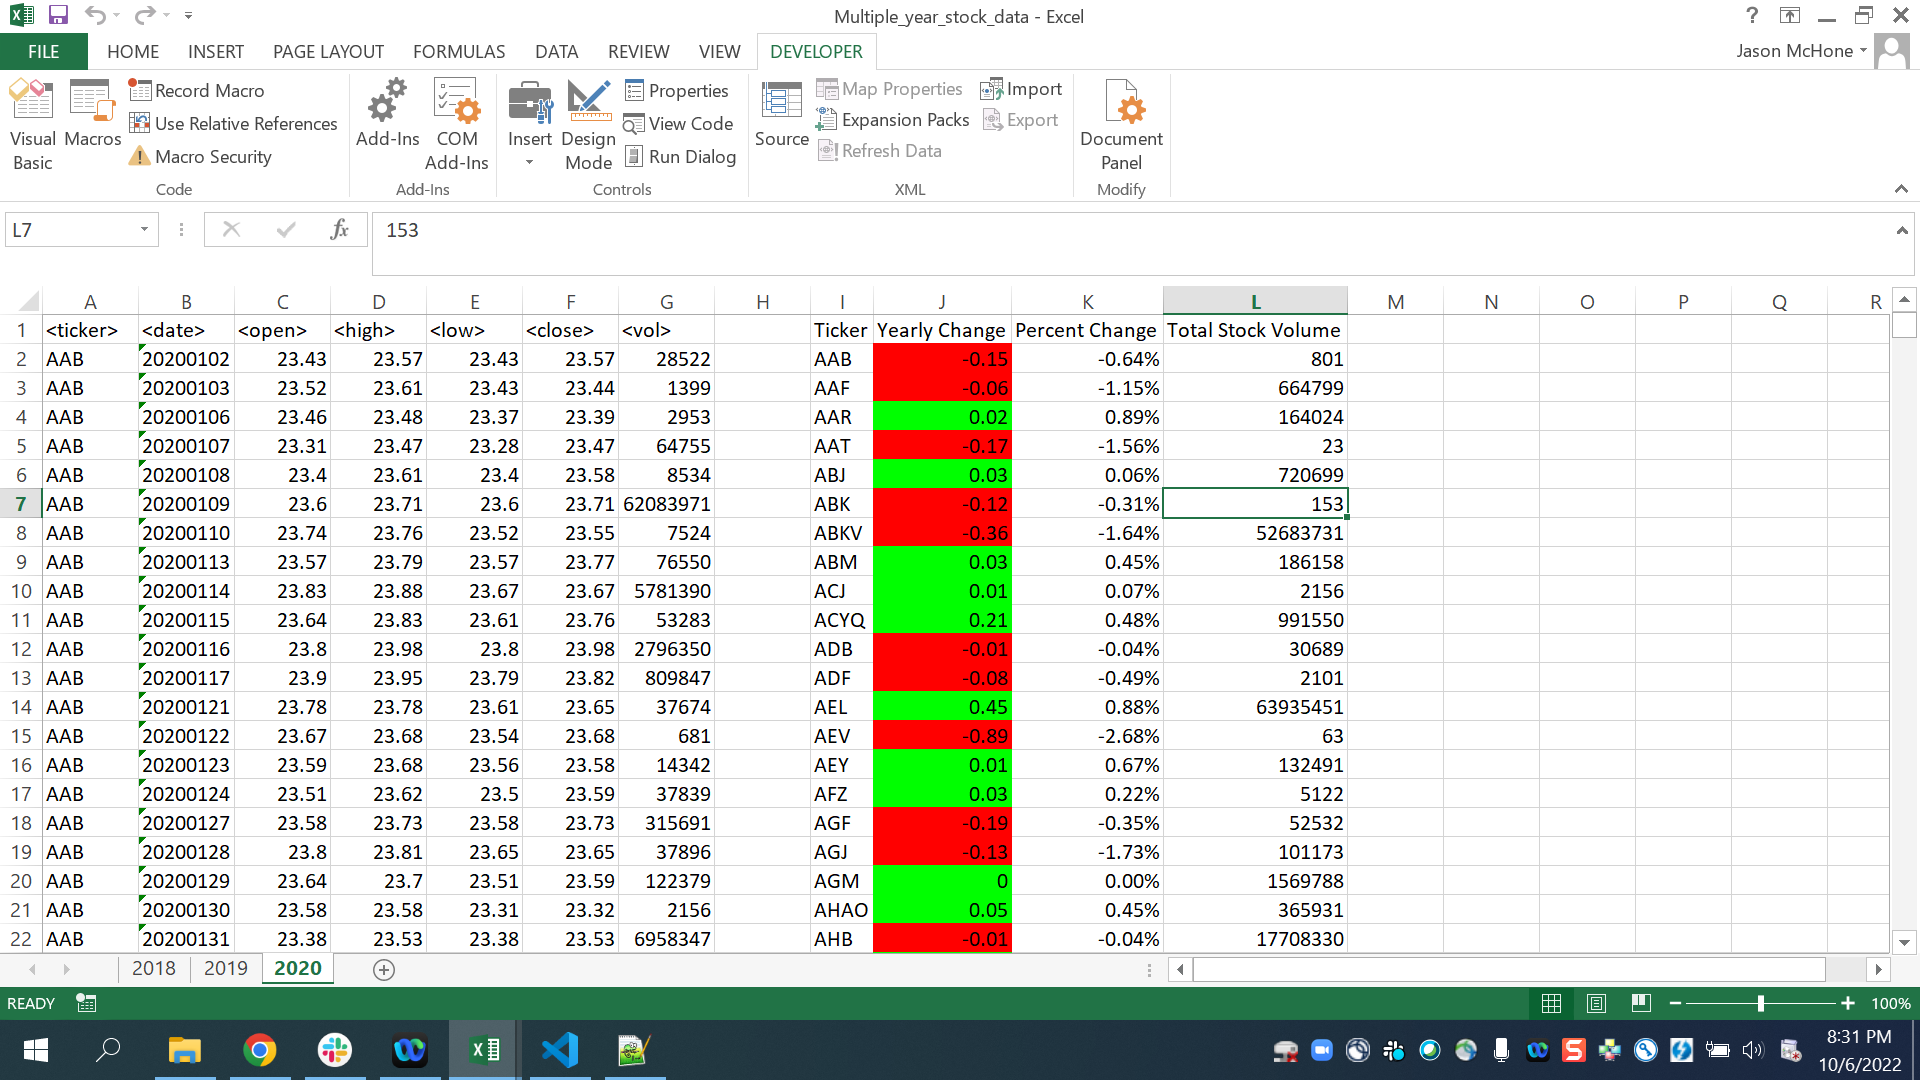 Multiple_year_stock_data - Excel
?
FILE HOME INSERT PAGE LAYOUT FORMULAS DATA REVIEW VIEW DEVELOPER Jason McHone
Visual Basic
Macros
Record Macro
Use Relative References
Macro Security
Code
Add-Ins
COM Add-Ins
Add-Ins
Insert
Design Mode
Properties
View Code
Run Dialog
Controls
Source
Map Properties
Expansion Packs
Refresh Data
Import
Export
XML
Document Panel
Modify
L7 fx 153
A B C D E F G H I J K L M N O P Q R
1 <ticker> <date> <open> <high> <low> <close> <vol> Ticker Yearly Change Percent Change Total Stock Volume
2 AAB 20200102 23.43 23.57 23.43 23.57 28522 AAB -0.15 -0.64% 801
3 AAB 20200103 23.52 23.61 23.43 23.44 1399 AAF -0.06 -1.15% 664799
4 AAB 20200106 23.46 23.48 23.37 23.39 2953 AAR 0.02 0.89% 164024
5 AAB 20200107 23.31 23.47 23.28 23.47 64755 AAT -0.17 -1.56% 23
6 AAB 20200108 23.4 23.61 23.4 23.58 8534 ABJ 0.03 0.06% 720699
7 AAB 20200109 23.6 23.71 23.6 23.71 62083971 ABK -0.12 -0.31% 153
8 AAB 20200110 23.74 23.76 23.52 23.55 7524 ABKV -0.36 -1.64% 52683731
9 AAB 20200113 23.57 23.79 23.57 23.77 76550 ABM 0.03 0.45% 186158
10 AAB 20200114 23.83 23.88 23.67 23.67 5781390 ACJ 0.01 0.07% 2156
11 AAB 20200115 23.64 23.83 23.61 23.76 53283 ACYQ 0.21 0.48% 991550
12 AAB 20200116 23.8 23.98 23.8 23.98 2796350 ADB -0.01 -0.04% 30689
13 AAB 20200117 23.9 23.95 23.79 23.82 809847 ADF -0.08 -0.49% 2101
14 AAB 20200121 23.78 23.78 23.61 23.65 37674 AEL 0.45 0.88% 63935451
15 AAB 20200122 23.67 23.68 23.54 23.68 681 AEV -0.89 -2.68% 63
16 AAB 20200123 23.59 23.68 23.56 23.58 14342 AEY 0.01 0.67% 132491
17 AAB 20200124 23.51 23.62 23.5 23.59 37839 AFZ 0.03 0.22% 5122
18 AAB 20200127 23.58 23.73 23.58 23.73 315691 AGF -0.19 -0.35% 52532
19 AAB 20200128 23.8 23.81 23.65 23.65 37896 AGJ -0.13 -1.73% 101173
20 AAB 20200129 23.64 23.7 23.51 23.59 122379 AGM 0 0.00% 1569788
21 AAB 20200130 23.58 23.58 23.31 23.32 2156 AHAO 0.05 0.45% 365931
22 AAB 20200131 23.38 23.53 23.38 23.53 6958347 AHB -0.01 -0.04% 17708330
2018 2019 2020
READY 100%
8:31 PM
10/6/2022